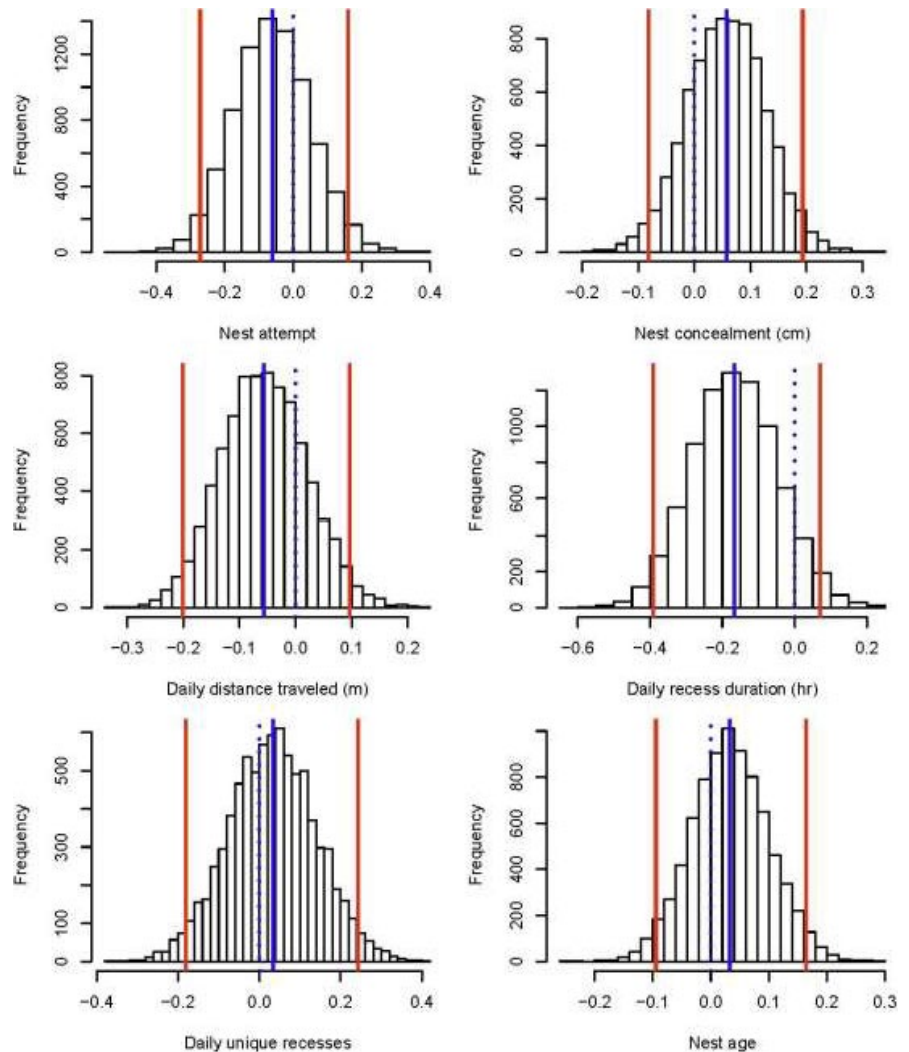 Frequency
0 400 800 1200
−0.4 −0.2 0.0 0.2 0.4
Nest attempt
Frequency
0 200 400 600 800
−0.2 −0.1 0.0 0.1 0.2 0.3
Nest concealment (cm)
Frequency
0 200 400 600 800
−0.3 −0.2 −0.1 0.0 0.1 0.2
Daily distance traveled (m)
Frequency
0 200 600 1000
−0.6 −0.4 −0.2 0.0 0.2
Daily recess duration (hr)
Frequency
0 100 300 500
−0.4 −0.2 0.0 0.2 0.4
Daily unique recesses
Frequency
0 200 400 600 800
−0.2 −0.1 0.0 0.1 0.2 0.3
Nest age